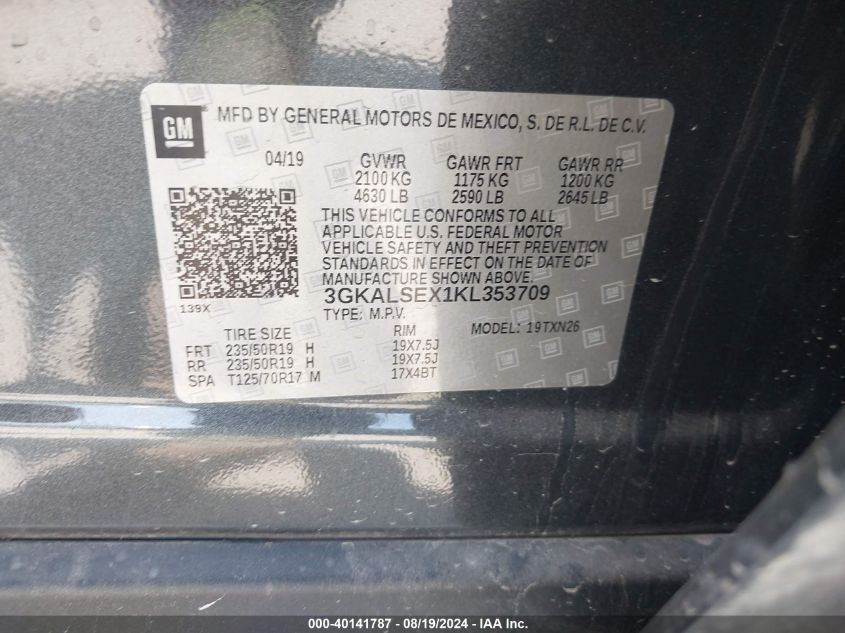 GM MFD BY GENERAL MOTORS DE MEXICO, S. DE R.L. DE C.V.
04/19 GVWR GAWR FRT GAWR RR
2100 KG 1175 KG 1200 KG
4630 LB 2590 LB 2645 LB
THIS VEHICLE CONFORMS TO ALL
APPLICABLE U.S. FEDERAL MOTOR
VEHICLE SAFETY AND THEFT PREVENTION
STANDARDS IN EFFECT ON THE DATE OF
MANUFACTURE SHOWN ABOVE.
139X 3GKALSEX1KL353709
TYPE: M.P.V.
TIRE SIZE RIM MODEL: 19TXN26
FRT 235/50R19 H 19X7.5J
RR 235/50R19 H 19X7.5J
SPA T125/70R17 M 17X4BT
000-40141787 - 08/19/2024 - IAA Inc.